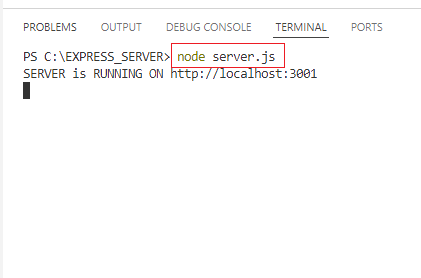 PROBLEMS OUTPUT DEBUG CONSOLE TERMINAL PORTS
PS C:\EXPRESS_SERVER> node server.js
SERVER is RUNNING ON http://localhost:3001